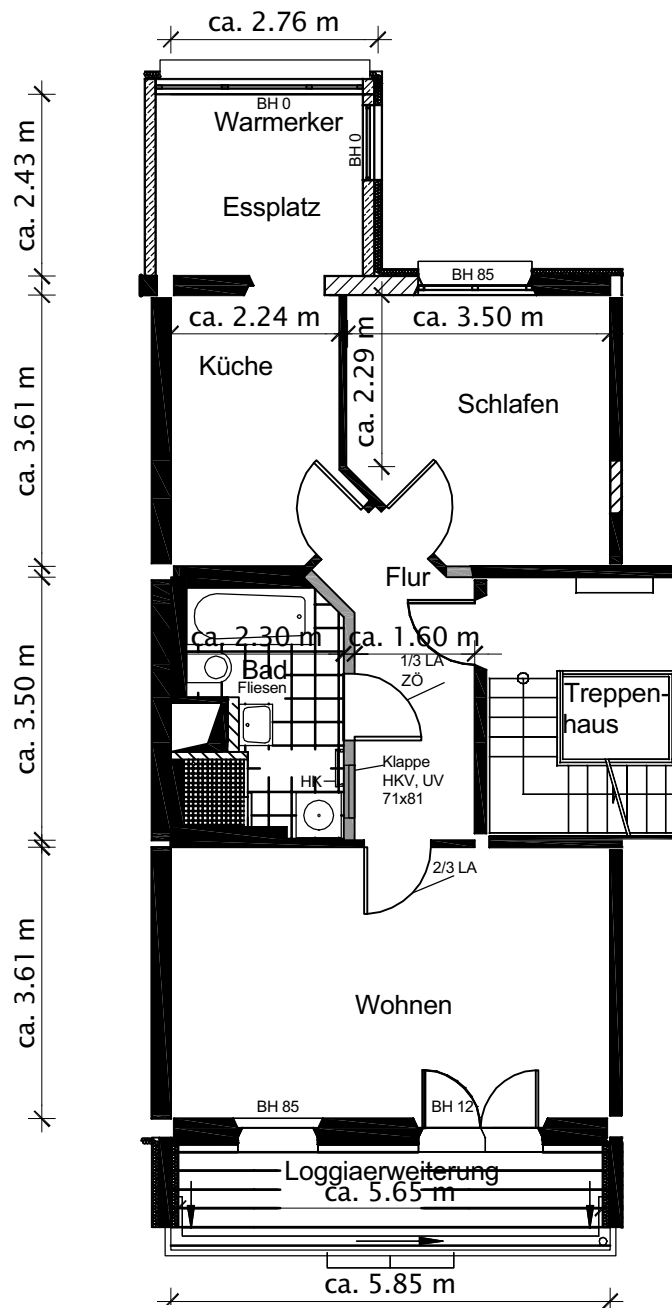 ca. 2.76 m
BH 0
Warmerker
BH 0
ca. 2.43 m
Essplatz
BH 85
ca. 2.24 m
ca. 3.50 m
ca. 2.29 m
Küche
Schlafen
ca. 3.61 m
Flur
ca. 2.30 m
ca. 1.60 m
Bad
Fliesen
1/3 LA
ZÖ
Treppen-
haus
ca. 3.50 m
Klappe
HKV, UV
71x81
HK
2/3 LA
ca. 3.61 m
Wohnen
BH 85
BH 12
Loggiaerweiterung
ca. 5.65 m
ca. 5.85 m